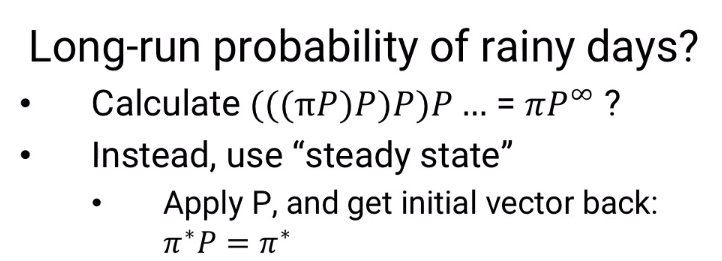 Long-run probability of rainy days?
• Calculate (((πP)P)P)P ... = πP^∞ ?
• Instead, use “steady state”
• Apply P, and get initial vector back:
π*P = π*